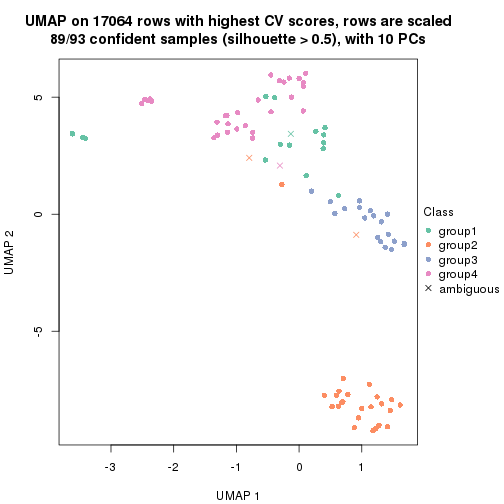 UMAP on 17064 rows with highest CV scores, rows are scaled
89/93 confident samples (silhouette > 0.5), with 10 PCs
5
0
-5
UMAP 2
-3
-2
-1
0
1
UMAP 1
Class
group1
group2
group3
group4
ambiguous